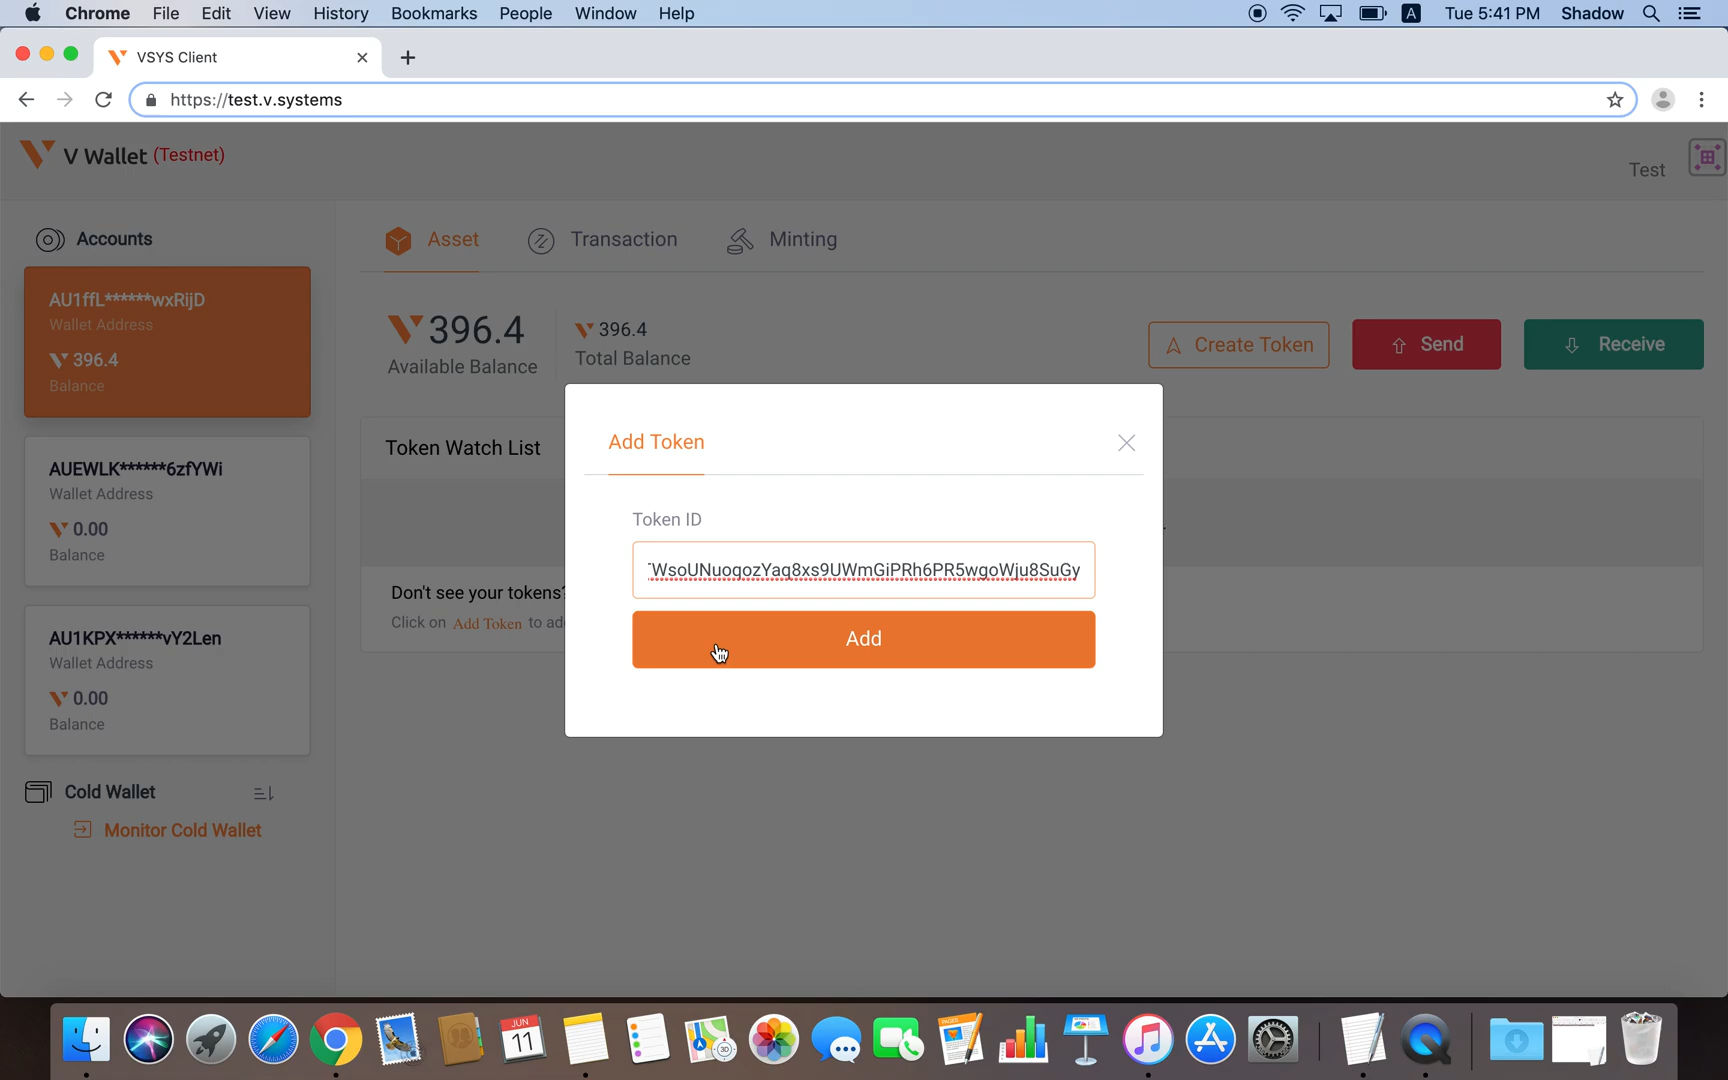 Chrome File Edit View History Bookmarks People Window Help
A Tue 5:41 PM Shadow
VSYS Client
https://test.v.systems
V Wallet (Testnet)
Test
Accounts
Asset Transaction Minting
AU1ffL******wxRijD
Wallet Address
396.4
Balance
396.4
Available Balance
396.4
Total Balance
Create Token
Send
Receive
AUEWLK******6zfYWi
Wallet Address
0.00
Balance
Token Watch List
Don't see your tokens?
Click on Add Token to
Add Token
Token ID
WsoUNuoqozYaq8xs9UWmGiPRh6PR5wgoWju8SuGy
Add
AU1KPX******vY2Len
Wallet Address
0.00
Balance
Cold Wallet
Monitor Cold Wallet
JUN
11
3D
PAGES